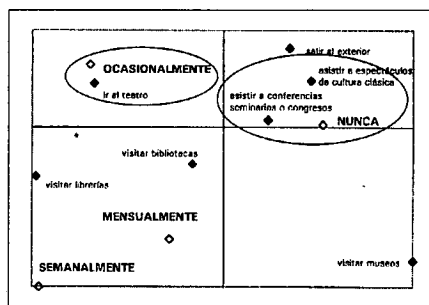 salir al exterior
OCASIONALMENTE
asistir a espectáculos
de cultura clásica
ir al teatro
asistir a conferencias
seminarios o congresos
NUNCA
visitar bibliotecas
visitar librerías
MENSUALMENTE
SEMANALMENTE
visitar museos